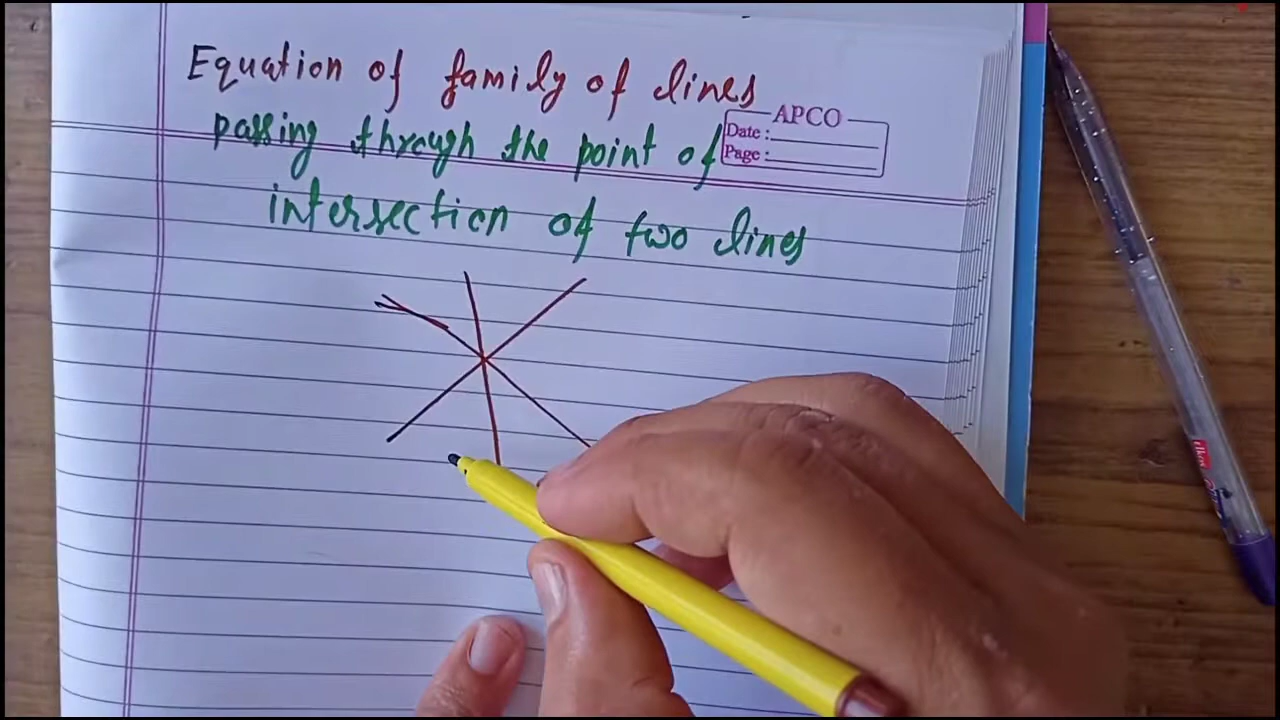 Equation of family of lines
passing through the point of
intersection of two lines
APCO
Date :
Page :